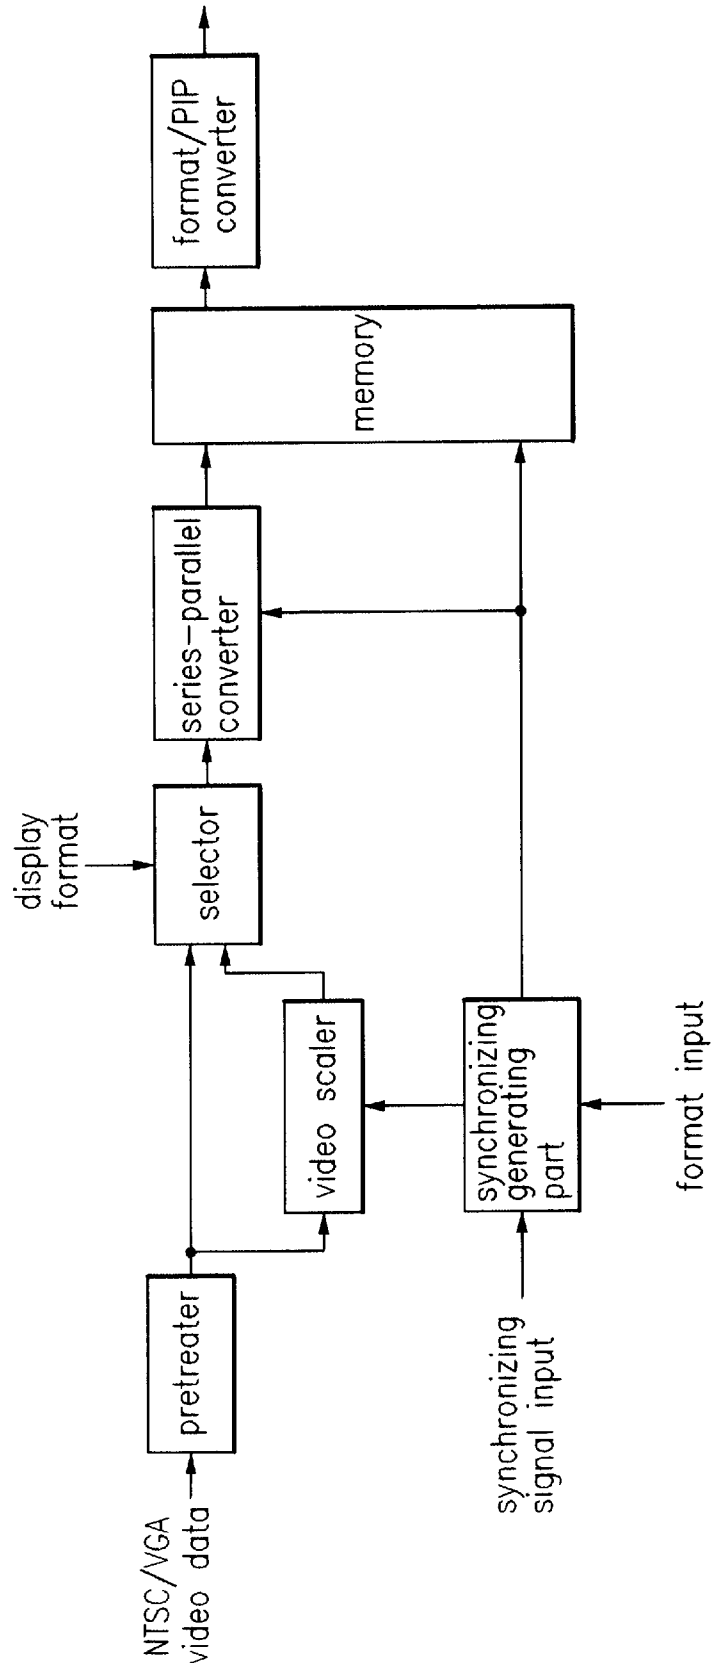 NTSC/VGA
video data
pretreater
video scaler
display
format
selector
series-parallel
converter
memory
format/PIP
converter
synchronizing
signal input
synchronizing
generating
part
format input